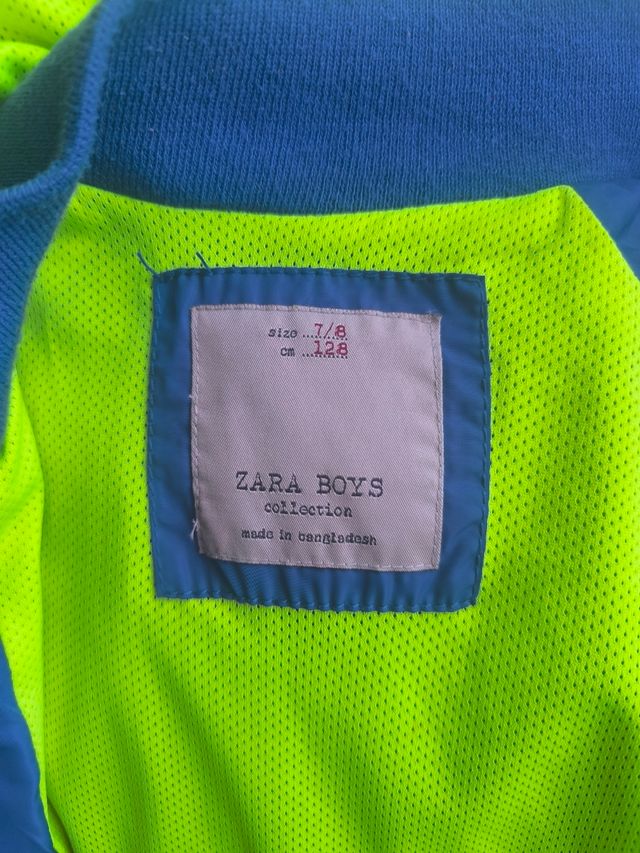 size ...7/8
cm ...128
ZARA BOYS
collection
made in bangladesh